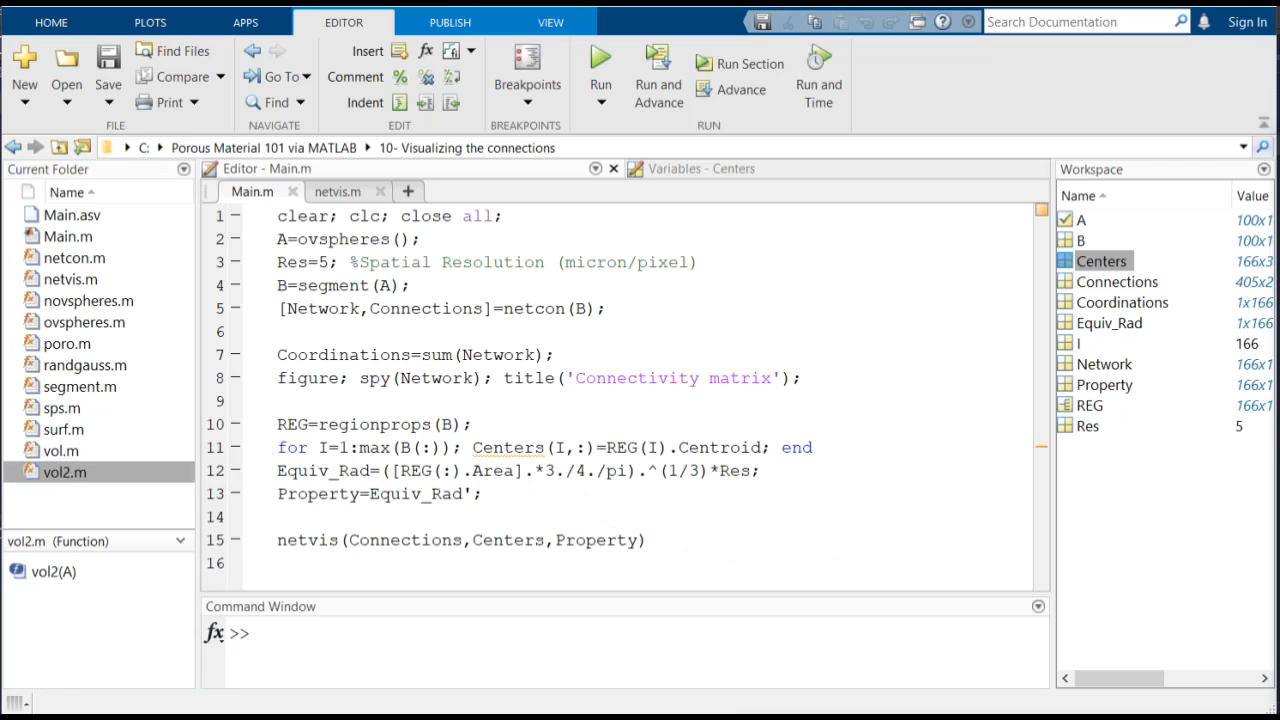 HOME PLOTS APPS EDITOR PUBLISH VIEW Search Documentation Sign In
New Open Save Find Files Compare Print
FILE
Go To Find
NAVIGATE
Insert fx
Comment
Indent
EDIT
Breakpoints
BREAKPOINTS
Run Run and Advance Run Section Advance Run and Time
RUN
C: Porous Material 101 via MATLAB 10- Visualizing the connections
Current Folder
Name
Main.asv
Main.m
netcon.m
netvis.m
novspheres.m
ovspheres.m
poro.m
randgauss.m
segment.m
sps.m
surf.m
vol.m
vol2.m
vol2.m (Function)
vol2(A)
Editor - Main.m
Variables - Centers
Main.m netvis.m
1 clear; clc; close all;
2 A=ovspheres();
3 Res=5; %Spatial Resolution (micron/pixel)
4 B=segment(A);
5 [Network,Connections]=netcon(B);
6
7 Coordinations=sum(Network);
8 figure; spy(Network); title('Connectivity matrix');
9
10 REG=regionprops(B);
11 for I=1:max(B(:)); Centers(I,:)=REG(I).Centroid; end
12 Equiv_Rad=([REG(:).Area].*3./4./pi).^(1/3)*Res;
13 Property=Equiv_Rad';
14
15 netvis(Connections,Centers,Property)
16
Command Window
fx >>
Workspace
Name Value
A 100x1
B 100x1
Centers 166x3
Connections 405x2
Coordinations 1x166
Equiv_Rad 1x166
I 166
Network 166x1
Property 166x1
REG 166x1
Res 5